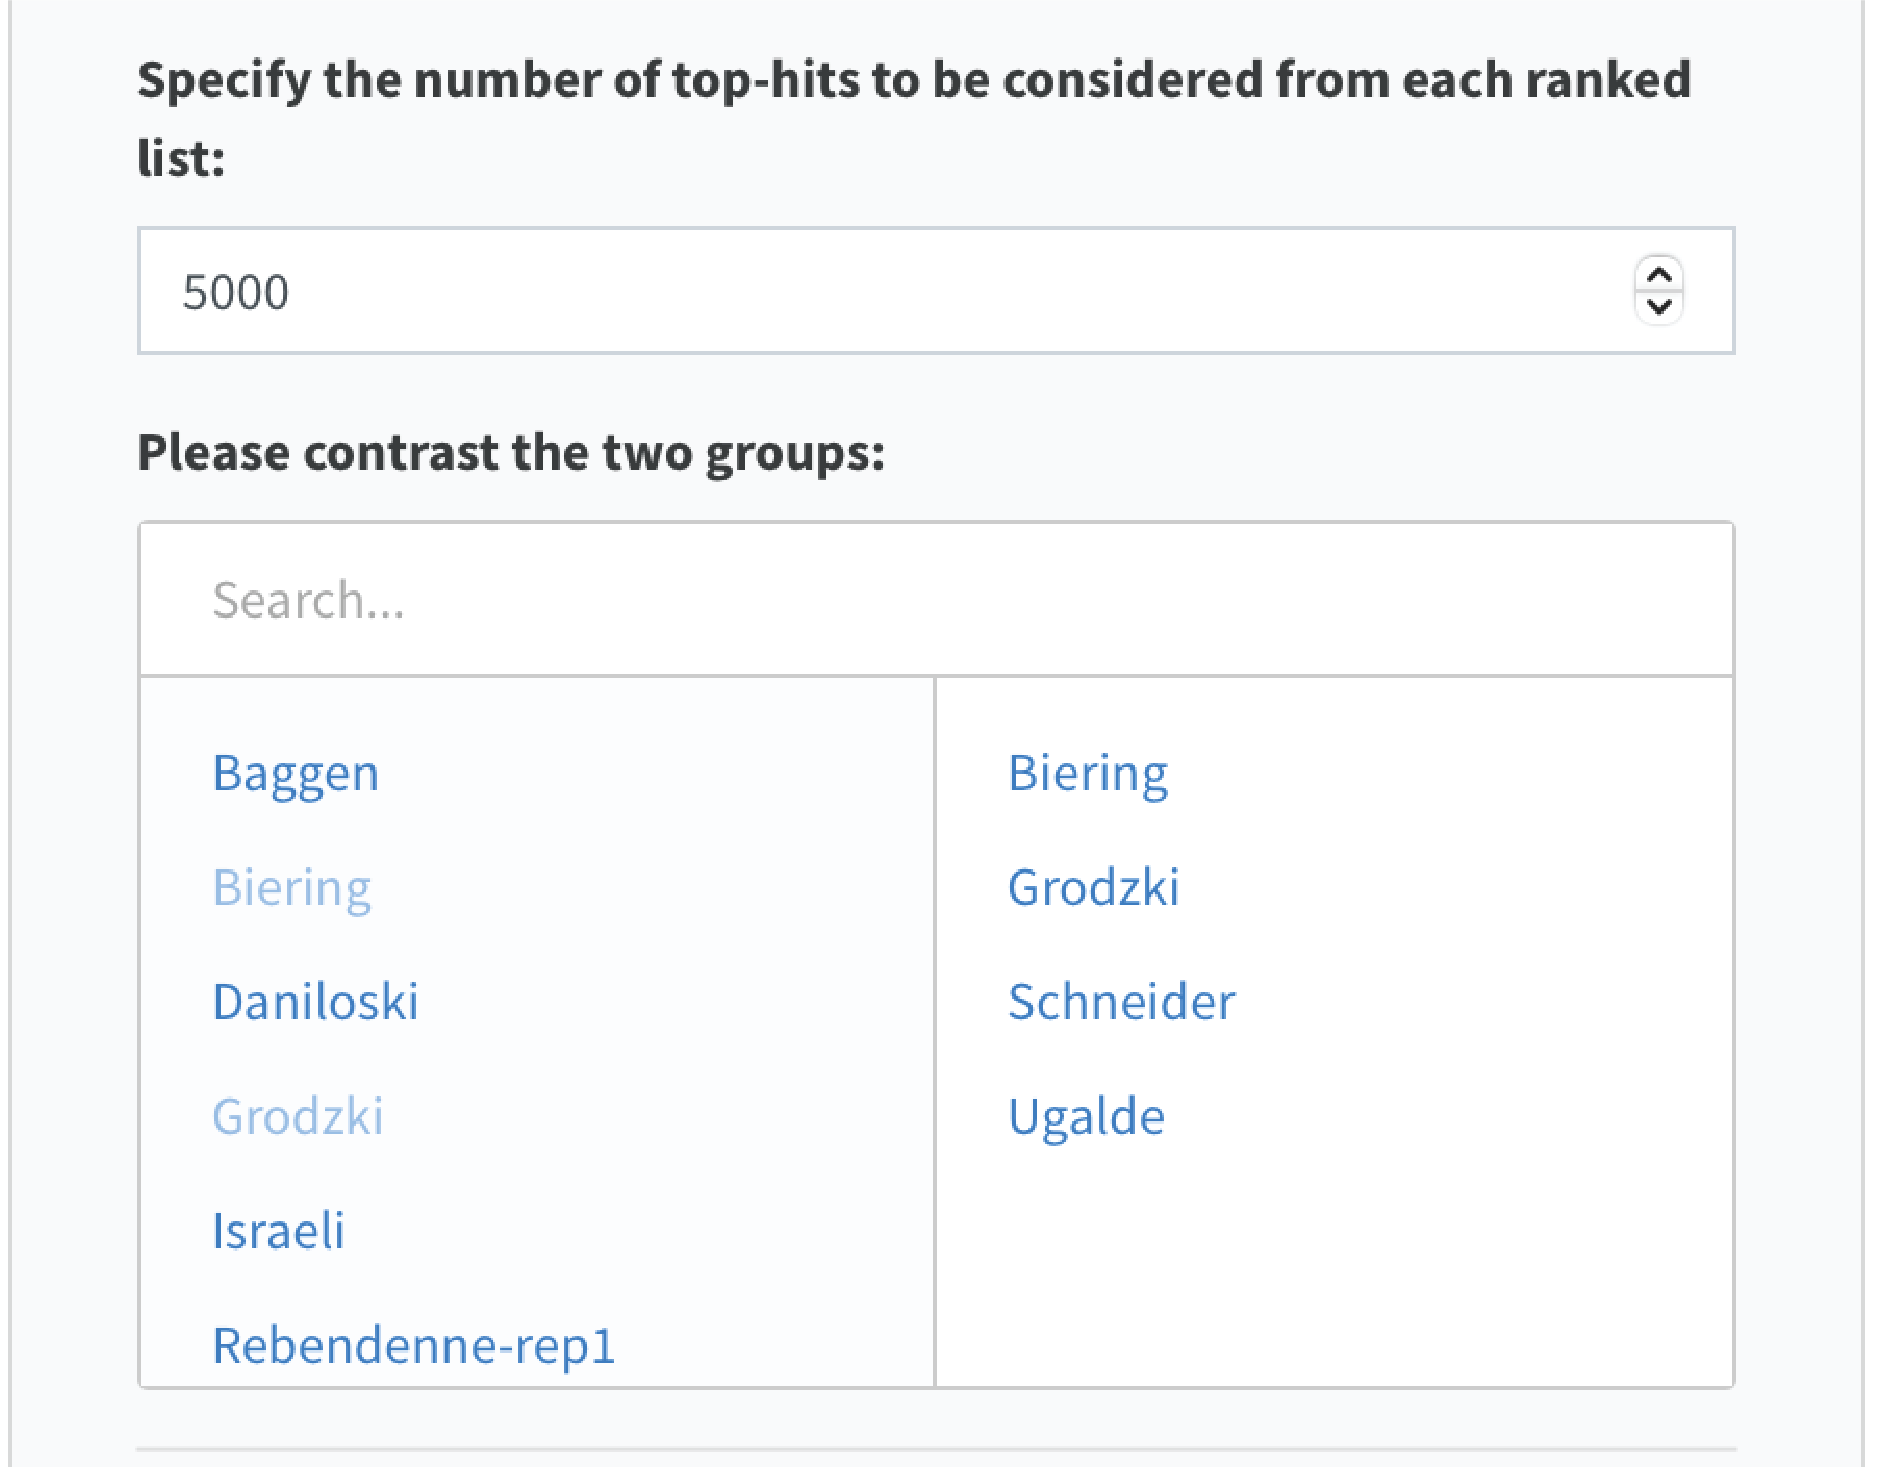 Specify the number of top-hits to be considered from each ranked
list:
5000
Please contrast the two groups:
Search...
Baggen
Biering
Daniloski
Grodzki
Israeli
Rebendenne-rep1
Biering
Grodzki
Schneider
Ugalde